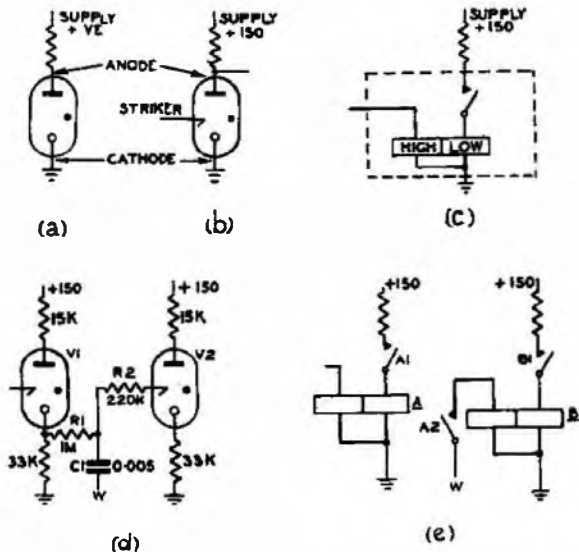 SUPPLY
+ VE
SUPPLY
+ 150
SUPPLY
+ 150
ANODE
STRIKER
CATHODE
HIGH
LOW
(a)
(b)
(c)
+150
15K
V1
R1
1M
33K
C1
0·005
W
+150
15K
V2
R2
220K
33K
+150
A1
A
A2
W
+150
B1
B
(d)
(e)